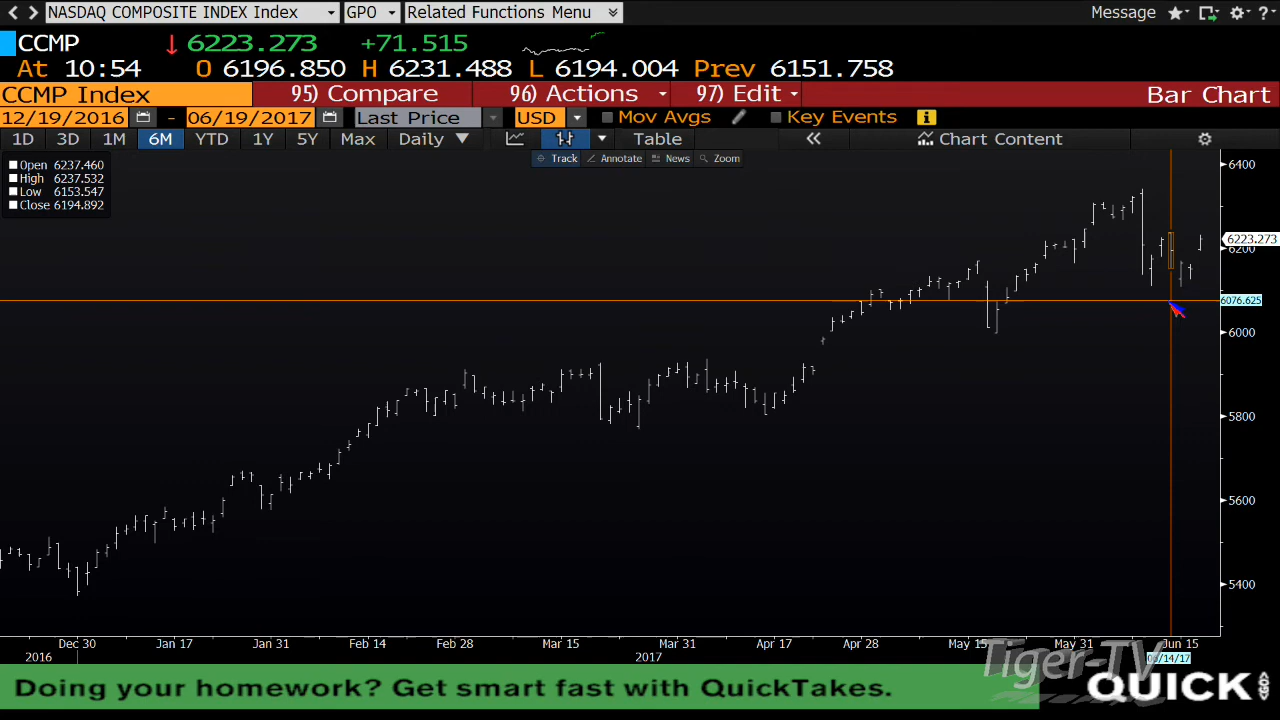 NASDAQ COMPOSITE INDEX Index GPO Related Functions Menu Message ?
CCMP 6223.273 +71.515
At 10:54 O 6196.850 H 6231.488 L 6194.004 Prev 6151.758
CCMP Index 95) Compare 96) Actions 97) Edit Bar Chart
12/19/2016 - 06/19/2017 Last Price USD Mov Avgs Key Events
1D 3D 1M 6M YTD 1Y 5Y Max Daily Table « Chart Content
Track Annotate News Zoom
Open 6237.460
High 6237.532
Low 6153.547
Close 6194.892
6400
6223.273
6200
6076.625
6000
5800
5600
5400
Dec 30 Jan 17 Jan 31 Feb 14 Feb 28 Mar 15 Mar 31 Apr 17 Apr 28 May 15 May 31 Jun 15
2016 2017 06/14/17
Tiger-TV
Doing your homework? Get smart fast with QuickTakes.
QUICK
GO